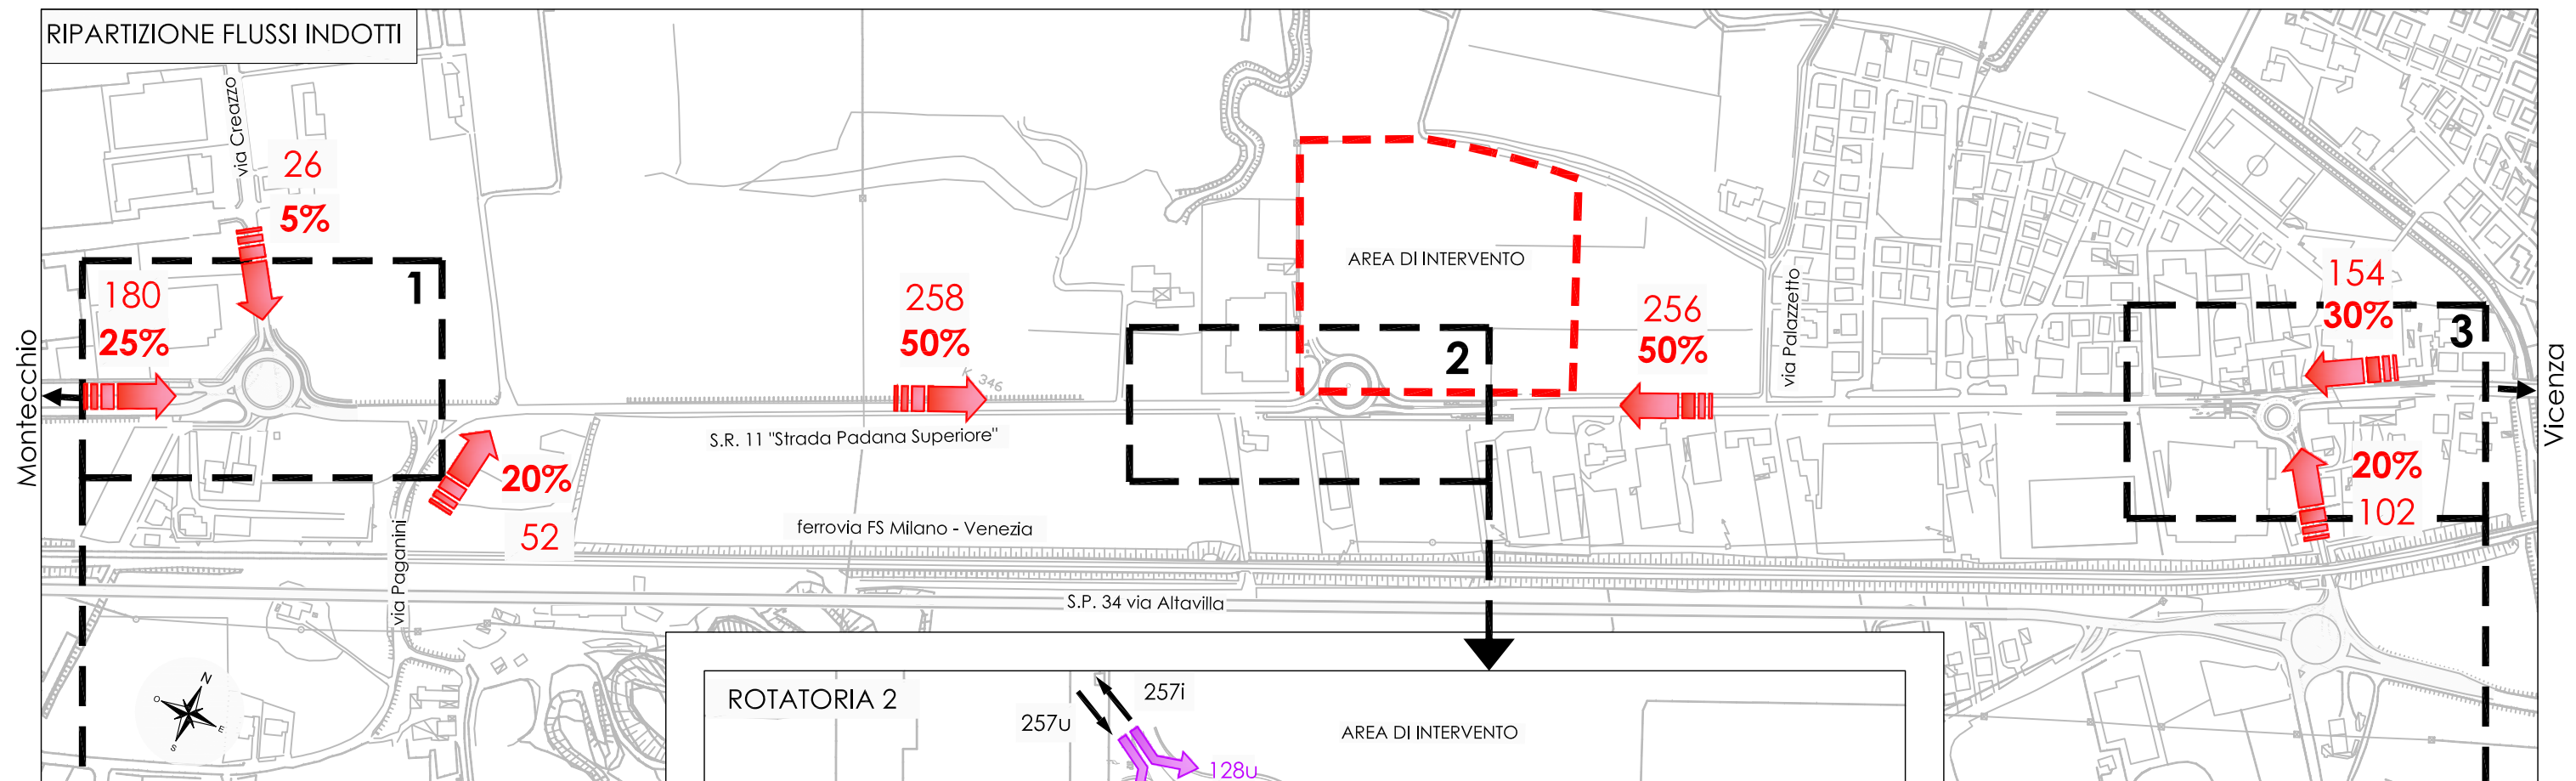 RIPARTIZIONE FLUSSI INDOTTI
via Creazzo
26
5%
180
25%
1
Montecchio
258
50%
K. 346
S.R. 11 "Strada Padana Superiore"
20%
52
via Paganini
ferrovia FS Milano - Venezia
S.P. 34 via Altavilla
AREA DI INTERVENTO
2
256
50%
via Palazzetto
154
30%
3
20%
102
Vicenza
N
O
E
S
ROTATORIA 2
257i
257u
AREA DI INTERVENTO
128u